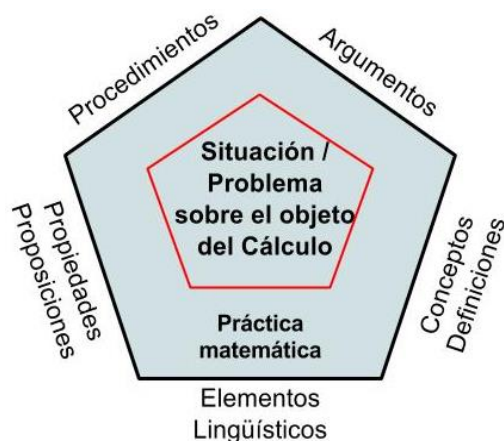 Procedimientos
Argumentos
Situación /
Problema
sobre el objeto
del Cálculo
Propiedades
Proposiciones
Conceptos
Definiciones
Práctica
matemática
Elementos
Lingüísticos